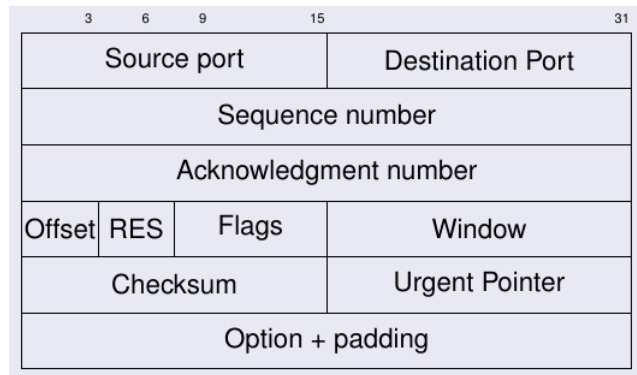 3 6 9 15 31
Source port Destination Port
Sequence number
Acknowledgment number
Offset RES Flags Window
Checksum Urgent Pointer
Option + padding